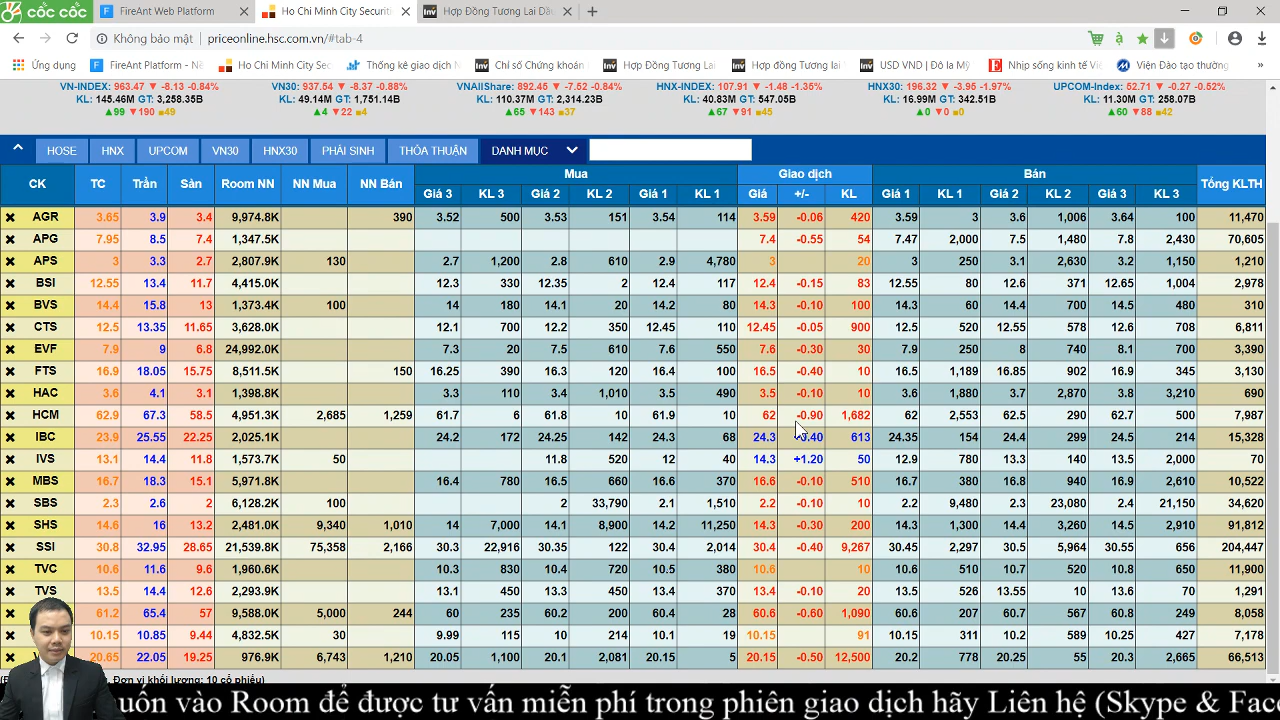 cốc cốc FireAnt Web Platform Ho Chi Minh City Securiti Hợp Đồng Tương Lai Dầu
Không bảo mật priceonline.hsc.com.vn/#tab-4
Ứng dụng FireAnt Platform - Nề Ho Chi Minh City Sec Thống kê giao dịch N Chỉ số Chứng khoán Hợp Đồng Tương Lai Hợp đồng tương lai USD VND | Đô la Mỹ Nhịp sống kinh tế Vi Viện Đào tạo thường »
VN-INDEX: 963.47 ▼ -8.13 -0.84% VN30: 937.54 ▼ -8.37 -0.88% VNAllShare: 892.45 ▼ -7.52 -0.84% HNX-INDEX: 107.91 ▼ -1.48 -1.35% HNX30: 196.32 ▼ -3.95 -1.97% UPCOM-Index: 52.71 ▼ -0.27 -0.52%
KL: 145.46M GT: 3,258.35B KL: 49.14M GT: 1,751.14B KL: 110.37M GT: 2,314.23B KL: 40.83M GT: 547.05B KL: 16.99M GT: 342.51B KL: 11.30M GT: 258.07B
▲99 ▼190 ■49 ▲4 ▼22 ■4 ▲65 ▼143 ■37 ▲67 ▼91 ■45 ▲0 ▼0 ■0 ▲60 ▼88 ■42
HOSE HNX UPCOM VN30 HNX30 PHÁI SINH THỎA THUẬN DANH MỤC
CK TC Trần Sàn Room NN NN Mua NN Bán Mua Giao dịch Bán Tổng KLTH
Giá 3 KL 3 Giá 2 KL 2 Giá 1 KL 1 Giá +/- KL Giá 1 KL 1 Giá 2 KL 2 Giá 3 KL 3
AGR 3.65 3.9 3.4 9,974.8K 390 3.52 500 3.53 151 3.54 114 3.59 -0.06 420 3.59 3 3.6 1,006 3.64 100 11,470
APG 7.95 8.5 7.4 1,347.5K 7.4 -0.55 54 7.47 2,000 7.5 1,480 7.8 2,430 70,605
APS 3 3.3 2.7 2,807.9K 130 2.7 1,200 2.8 610 2.9 4,780 3 20 3 250 3.1 2,630 3.2 1,150 1,210
BSI 12.55 13.4 11.7 4,415.0K 12.3 330 12.35 2 12.4 117 12.4 -0.15 83 12.55 80 12.6 371 12.65 1,004 2,978
BVS 14.4 15.8 13 1,373.4K 100 14 180 14.1 20 14.2 80 14.3 -0.10 100 14.3 60 14.4 700 14.5 480 310
CTS 12.5 13.35 11.65 3,628.0K 12.1 700 12.2 350 12.45 110 12.45 -0.05 900 12.5 520 12.55 578 12.6 708 6,811
EVF 7.9 9 6.8 24,992.0K 7.3 20 7.5 610 7.6 550 7.6 -0.30 30 7.9 250 8 740 8.1 700 3,390
FTS 16.9 18.05 15.75 8,511.5K 150 16.25 390 16.3 120 16.4 100 16.5 -0.40 10 16.5 1,189 16.85 902 16.9 345 3,130
HAC 3.6 4.1 3.1 1,398.8K 3.3 110 3.4 1,010 3.5 490 3.5 -0.10 10 3.6 1,880 3.7 2,870 3.8 3,210 690
HCM 62.9 67.3 58.5 4,951.3K 2,685 1,259 61.7 6 61.8 10 61.9 10 62 -0.90 1,682 62 2,553 62.5 290 62.7 500 7,987
IBC 23.9 25.55 22.25 2,025.1K 24.2 172 24.25 142 24.3 68 24.3 +0.40 613 24.35 154 24.4 299 24.5 214 15,328
IVS 13.1 14.4 11.8 1,573.7K 50 11.8 520 12 40 14.3 +1.20 50 12.9 780 13.3 140 13.5 2,000 70
MBS 16.7 18.3 15.1 5,971.8K 16.4 780 16.5 660 16.6 370 16.6 -0.10 510 16.7 380 16.8 940 16.9 2,610 10,522
SBS 2.3 2.6 2 6,128.2K 100 2 33,790 2.1 1,510 2.2 -0.10 10 2.2 9,480 2.3 23,080 2.4 21,150 34,620
SHS 14.6 16 13.2 2,481.0K 9,340 1,010 14 7,000 14.1 8,900 14.2 11,250 14.3 -0.30 200 14.3 1,300 14.4 3,260 14.5 2,910 91,812
SSI 30.8 32.95 28.65 21,539.8K 75,358 2,166 30.3 22,916 30.35 122 30.4 2,014 30.4 -0.40 9,267 30.45 2,297 30.5 5,964 30.55 656 204,447
TVC 10.6 11.6 9.6 1,960.6K 10.3 830 10.4 720 10.5 380 10.6 10 10.6 510 10.7 520 10.8 650 11,900
TVS 13.5 14.4 12.6 2,293.9K 13.1 450 13.3 450 13.4 370 13.4 -0.10 20 13.5 526 13.55 10 13.6 70 1,291
61.2 65.4 57 9,588.0K 5,000 244 60 235 60.2 200 60.4 28 60.6 -0.60 1,090 60.6 207 60.7 567 60.8 249 8,058
10.15 10.85 9.44 4,832.5K 30 9.99 115 10 214 10.1 19 10.15 91 10.15 311 10.2 589 10.25 427 7,178
20.65 22.05 19.25 976.9K 6,743 1,210 20.05 1,100 20.1 2,081 20.15 5 20.15 -0.50 12,500 20.2 778 20.25 55 20.3 2,665 66,513
Đơn vị khối lượng: 10 cổ phiếu)
uốn vào Room để được tư vấn miễn phí trong phiên giao dịch hãy Liên hệ (Skype & Face